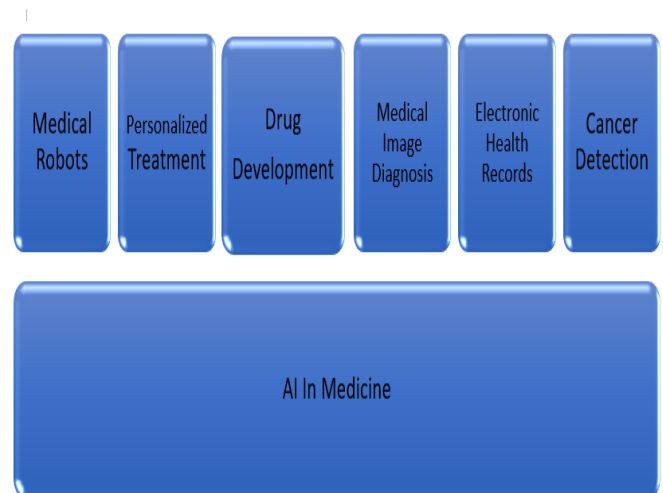 Medical
Robots
Personalized
Treatment
Drug
Development
Medical
Image
Diagnosis
Electronic
Health
Records
Cancer
Detection
AI In Medicine